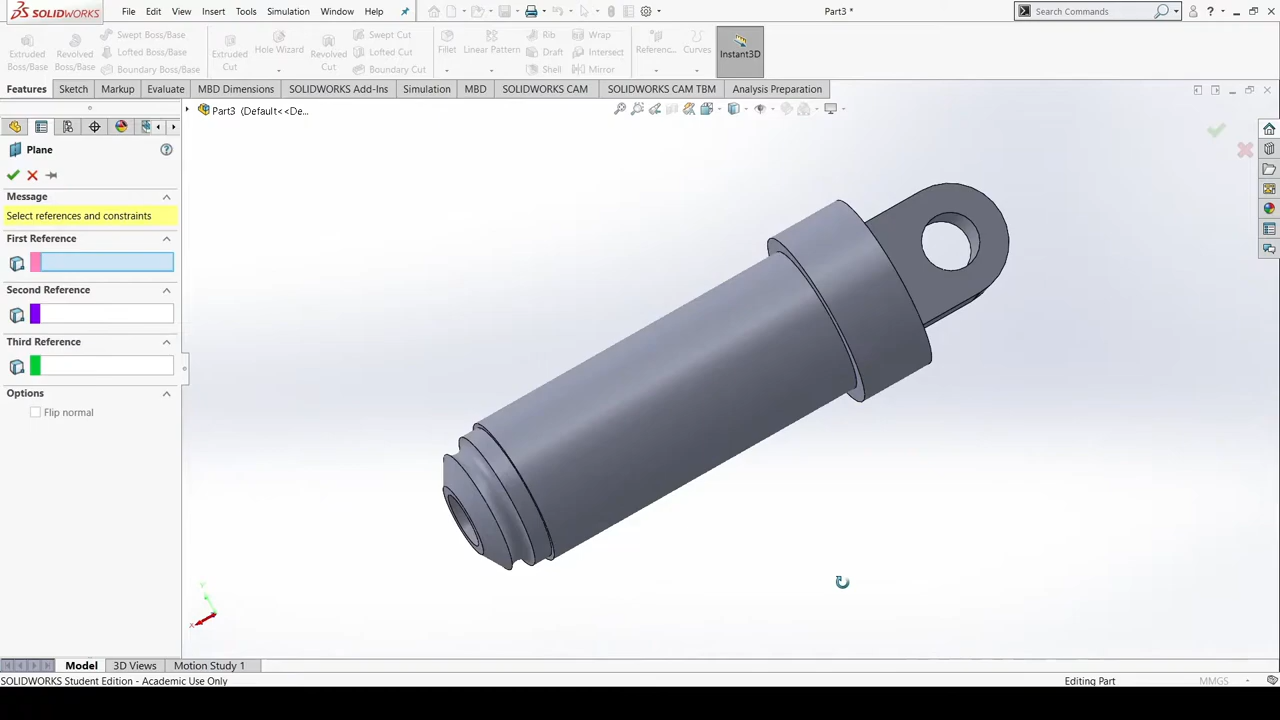 SOLIDWORKS File Edit View Insert Tools Simulation Window Help Part3 * Search Commands
Extruded Boss/Base Revolved Boss/Base Swept Boss/Base Lofted Boss/Base Boundary Boss/Base Extruded Cut Hole Wizard Revolved Cut Swept Cut Lofted Cut Boundary Cut Fillet Linear Pattern Rib Draft Shell Wrap Intersect Mirror Referenc... Curves Instant3D
Features Sketch Markup Evaluate MBD Dimensions SOLIDWORKS Add-Ins Simulation MBD SOLIDWORKS CAM SOLIDWORKS CAM TBM Analysis Preparation
Part3 (Default<<De...
Plane
Message
Select references and constraints
First Reference
Second Reference
Third Reference
Options
Flip normal
Y
X
Model 3D Views Motion Study 1
SOLIDWORKS Student Edition - Academic Use Only Editing Part MMGS